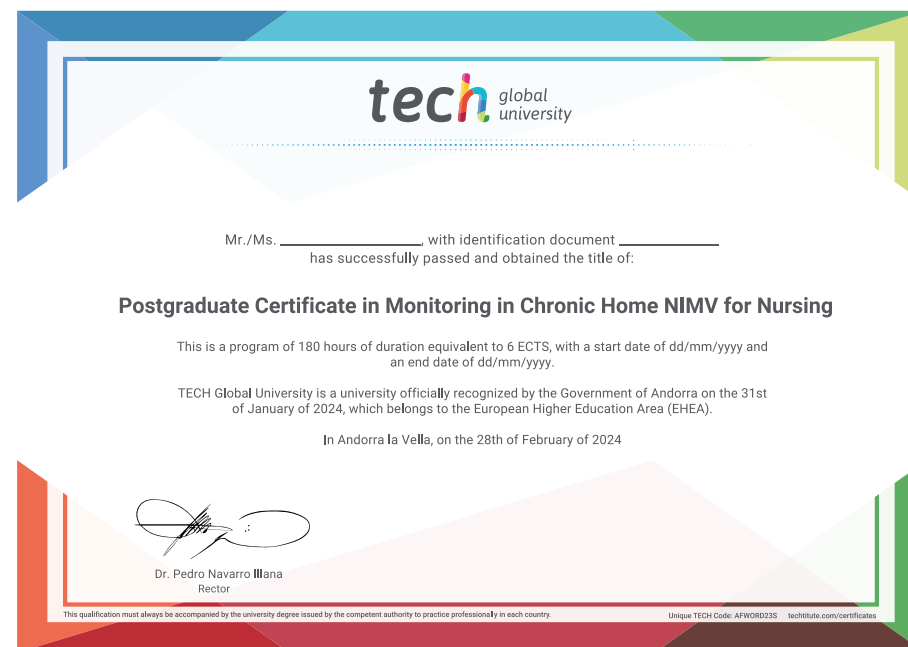 tech global university
Mr./Ms. ____________________, with identification document ______________
has successfully passed and obtained the title of:
Postgraduate Certificate in Monitoring in Chronic Home NIMV for Nursing
This is a program of 180 hours of duration equivalent to 6 ECTS, with a start date of dd/mm/yyyy and
an end date of dd/mm/yyyy.
TECH Global University is a university officially recognized by the Government of Andorra on the 31st
of January of 2024, which belongs to the European Higher Education Area (EHEA).
In Andorra la Vella, on the 28th of February of 2024
Dr. Pedro Navarro Illana
Rector
This qualification must always be accompanied by the university degree issued by the competent authority to practice professionally in each country.
Unique TECH Code: AFWORD23S techtitute.com/certificates